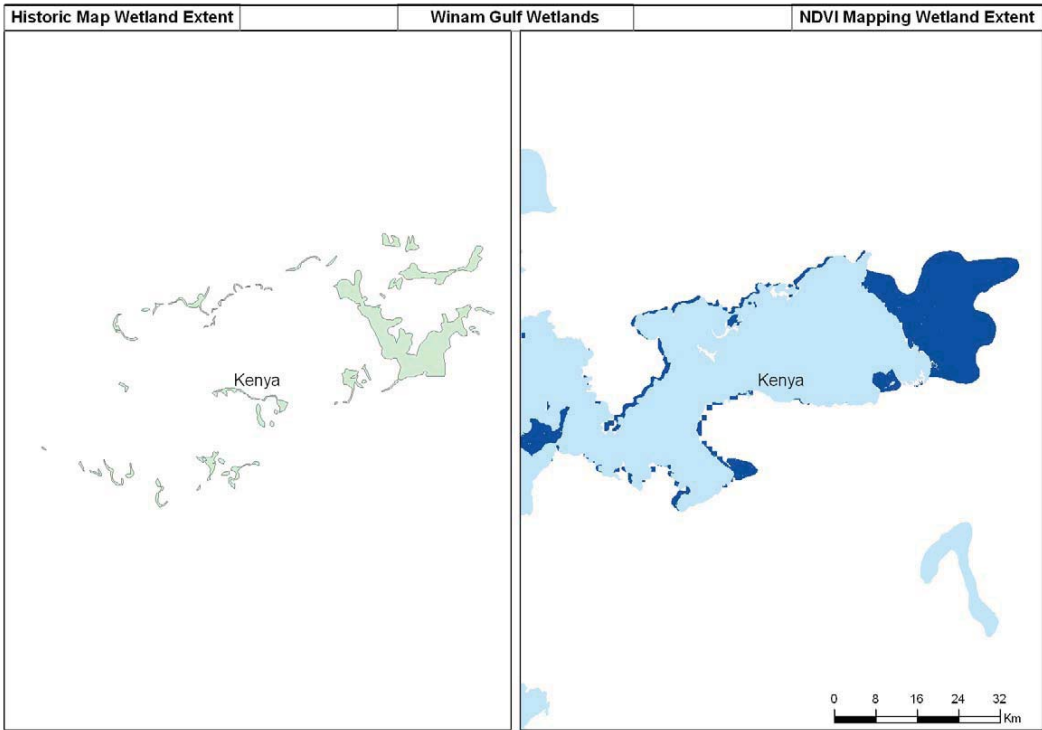 Historic Map Wetland Extent
Winam Gulf Wetlands
NDVI Mapping Wetland Extent
Kenya
Kenya
0 8 16 24 32
Km